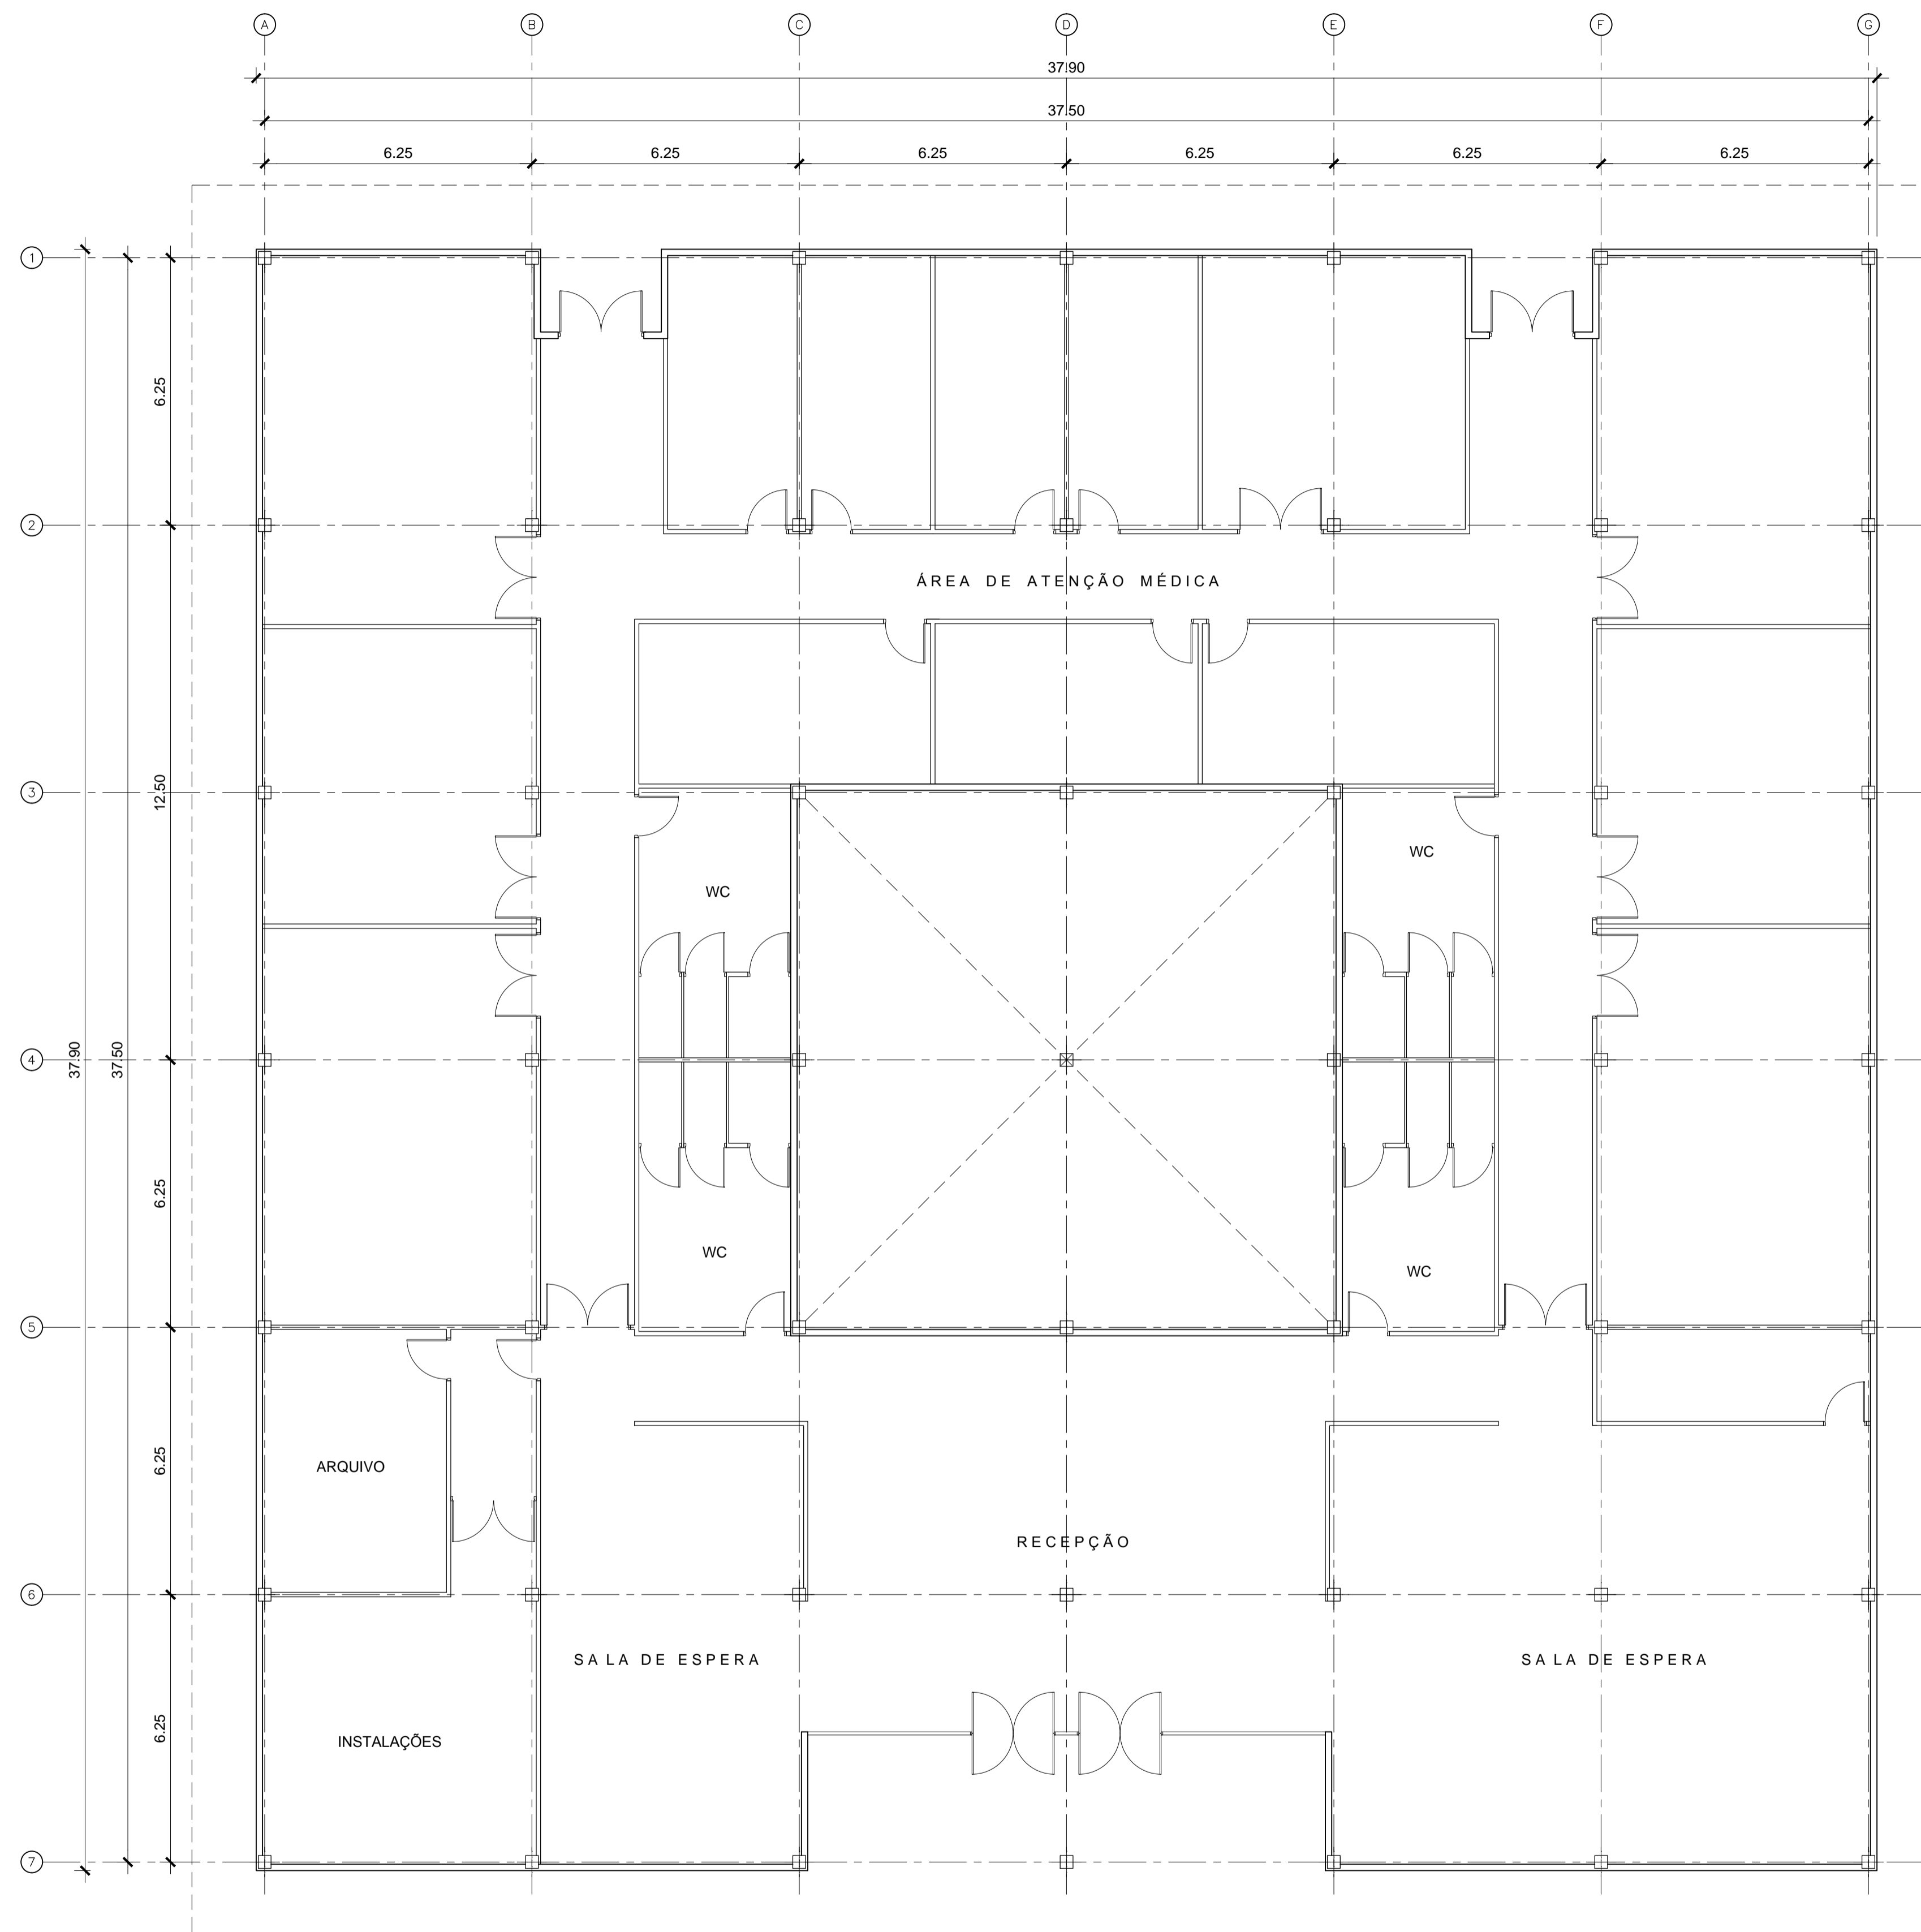 A B C D E F G
37.90
37.50
6.25 6.25 6.25 6.25 6.25 6.25
1
6.25
2
ÁREA DE ATENÇÃO MÉDICA
12.50
3
WC
WC
37.90
37.50
4
6.25
WC
WC
5
6.25
ARQUIVO
RECEPÇÃO
6
SALA DE ESPERA
SALA DE ESPERA
6.25
INSTALAÇÕES
7